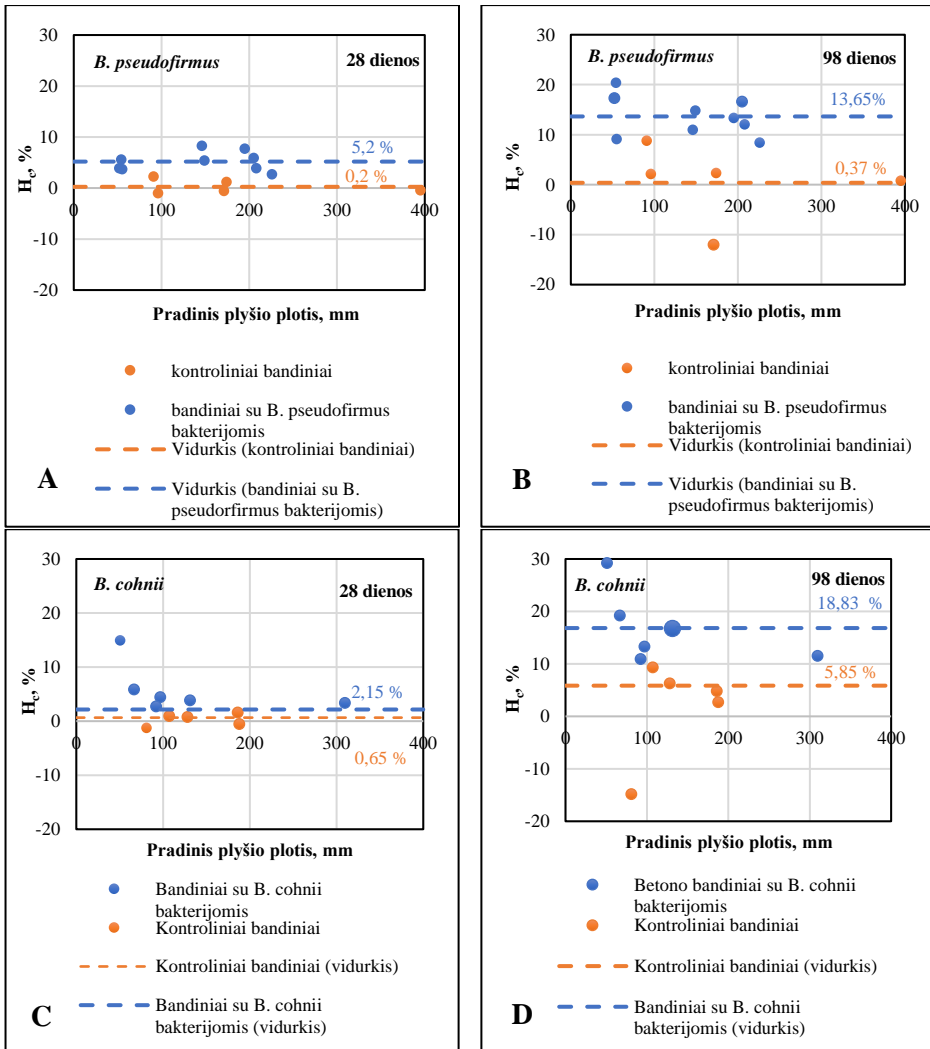 30
20
10
0
-10
-20
0
100
200
300
400
Hc, %
B. pseudofirmus
28 dienos
5,2 %
0,2 %
Pradinis plyšio plotis, mm
kontroliniai bandiniai
bandiniai su B. pseudofirmus
bakterijomis
Vidurkis (kontroliniai bandiniai)
Vidurkis (bandiniai su B.
pseudorfirmus bakterijomis)
A
30
20
10
0
-10
-20
0
100
200
300
400
Hc, %
B. pseudofirmus
98 dienos
13,65%
0,37 %
Pradinis plyšio plotis, mm
kontroliniai bandiniai
bandiniai su B. pseudofirmus
bakterijomis
Vidurkis (kontroliniai bandiniai)
Vidurkis (bandiniai su B.
pseudofirmus bakterijomis)
B
30
20
10
0
-10
-20
0
100
200
300
400
Hc, %
B. cohnii
28 dienos
2,15 %
0,65 %
Pradinis plyšio plotis, mm
Bandiniai su B. cohnii
bakterijomis
Kontroliniai bandiniai
Kontroliniai bandiniai (vidurkis)
Bandiniai su B. cohnii
bakterijomis (vidurkis)
C
30
20
10
0
-10
-20
0
100
200
300
400
Hc, %
B. cohnii
98 dienos
18,83 %
5,85 %
Pradinis plyšio plotis, mm
Betono bandiniai su B. cohnii
bakterijomis
Kontroliniai bandiniai
Kontroliniai bandiniai (vidurkis)
Bandiniai su B. cohnii
bakterijomis (vidurkis)
D